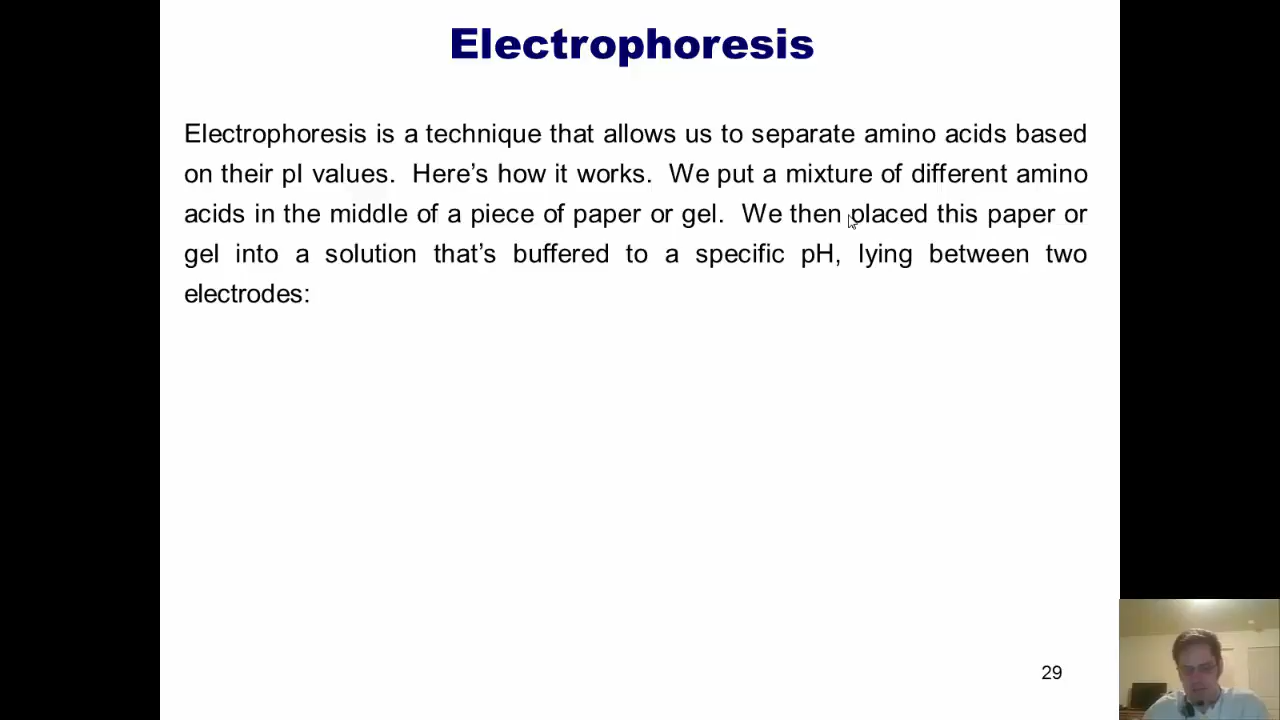 Electrophoresis
Electrophoresis is a technique that allows us to separate amino acids based
on their pI values.  Here’s how it works.  We put a mixture of different amino
acids in the middle of a piece of paper or gel.  We then placed this paper or
gel into a solution that’s buffered to a specific pH, lying between two
electrodes:
29